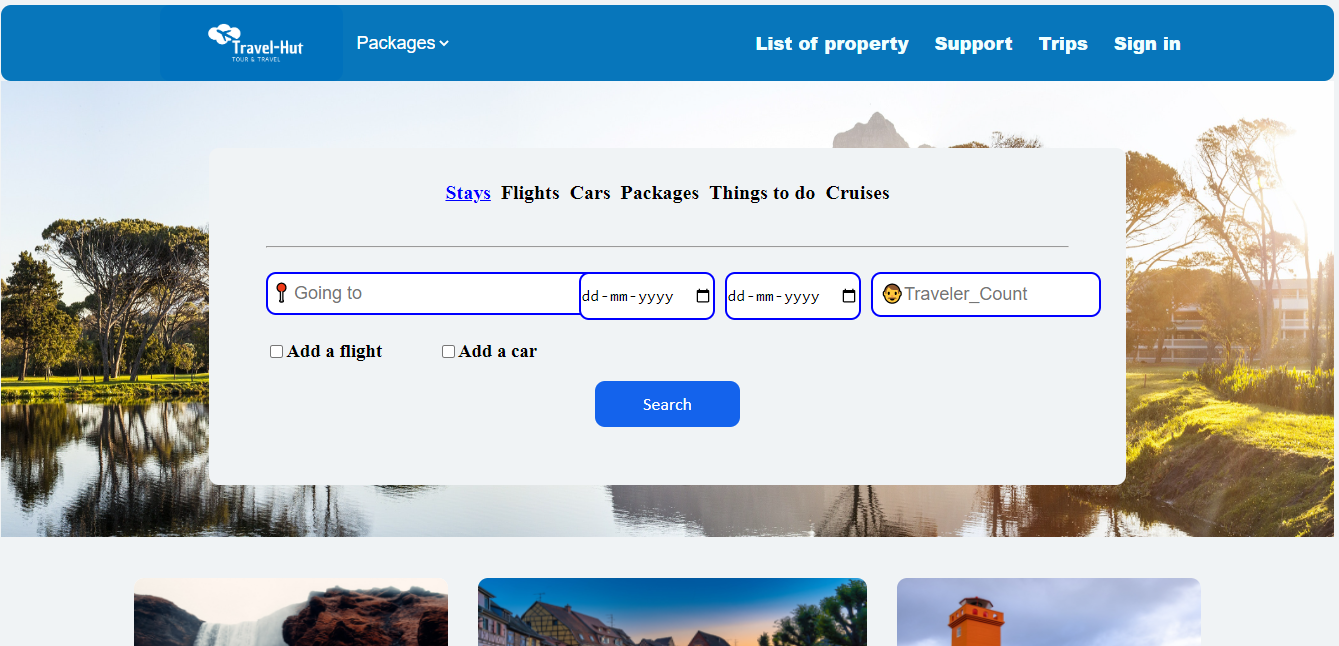 Travel-Hut
TOUR & TRAVEL
Packages
List of property Support Trips Sign in
Stays Flights Cars Packages Things to do Cruises
Going to dd-mm-yyyy dd-mm-yyyy Traveler_Count
Add a flight Add a car
Search